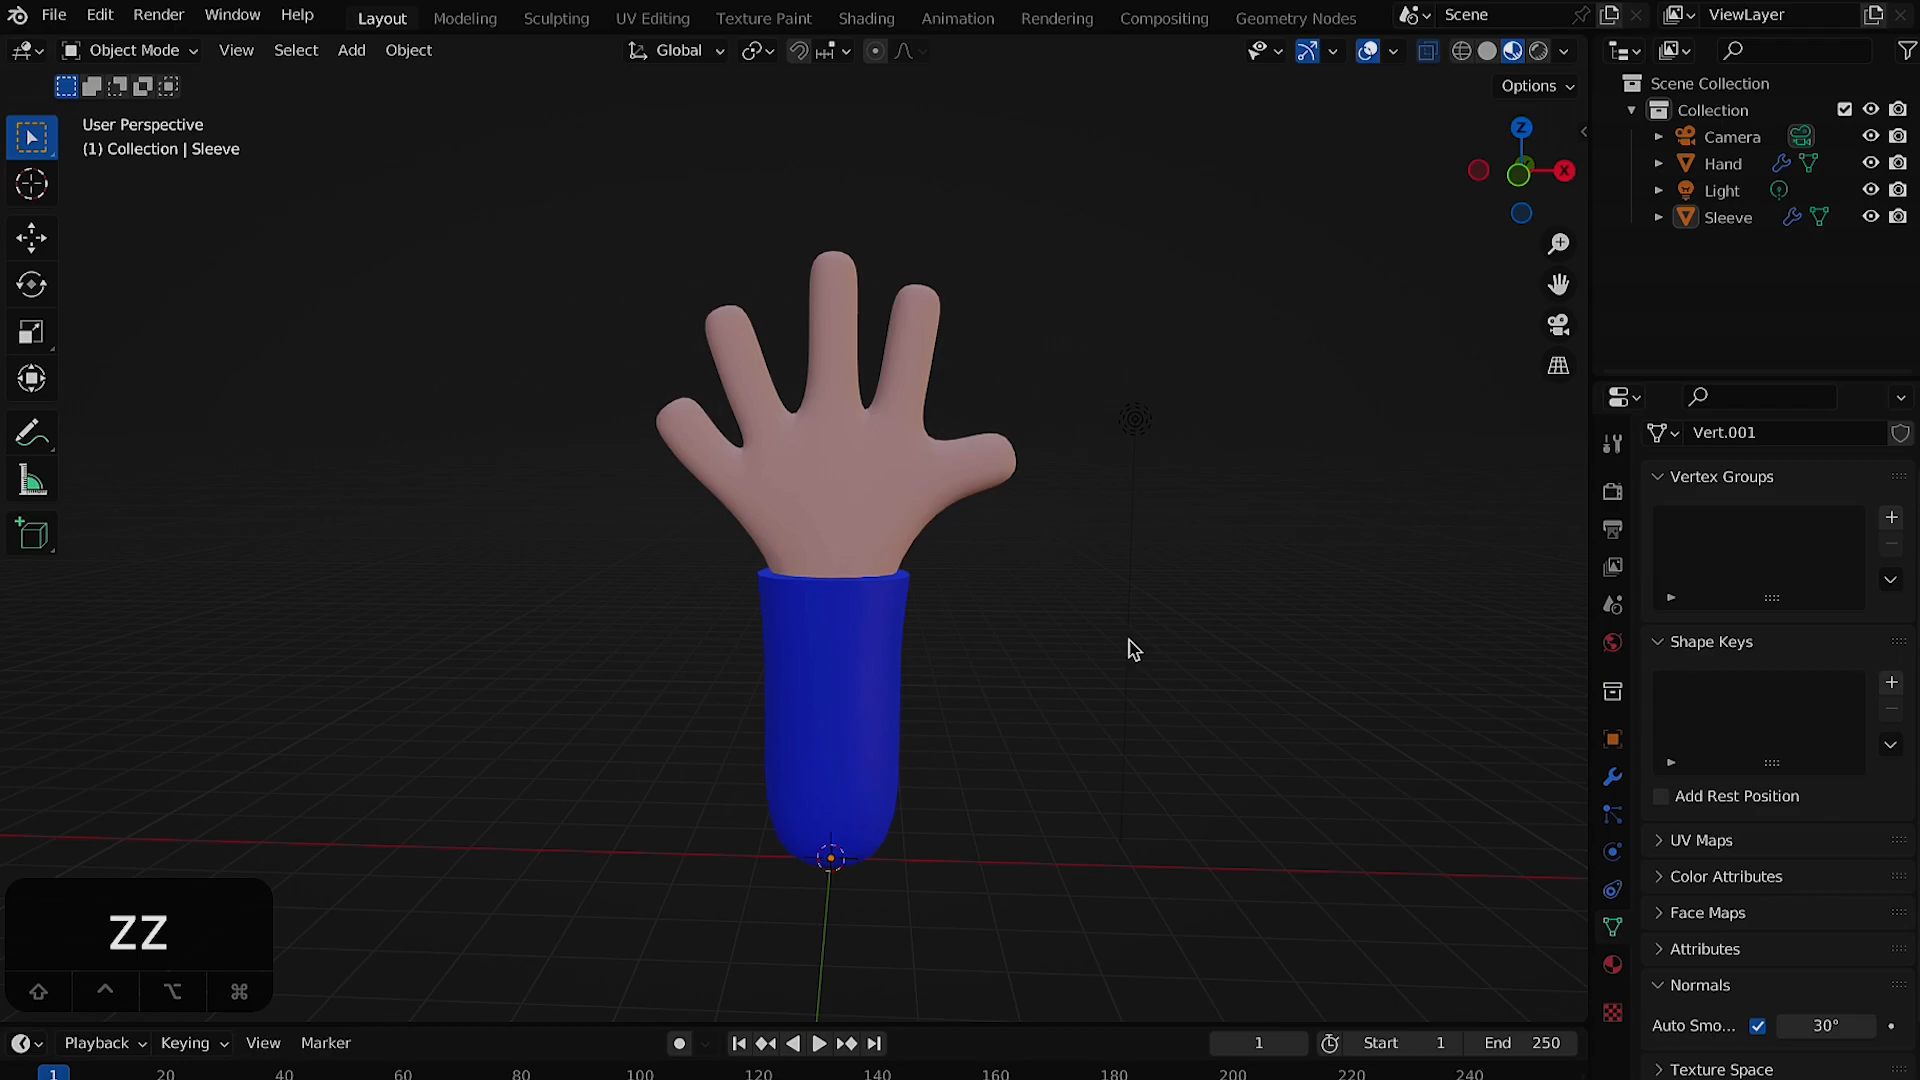 File Edit Render Window Help Layout Modeling Sculpting UV Editing Texture Paint Shading Animation Rendering Compositing Geometry Nodes Scene ViewLayer
Object Mode View Select Add Object Global
Options
User Perspective
(1) Collection | Sleeve
Z
X
Scene Collection
Collection
Camera
Hand
Light
Sleeve
Vert.001
Vertex Groups
Shape Keys
Add Rest Position
UV Maps
Color Attributes
Face Maps
Attributes
Normals
Auto Smo... 30°
Texture Space
ZZ
Playback Keying View Marker 1 Start 1 End 250
1 20 40 60 80 100 120 140 160 180 200 220 240